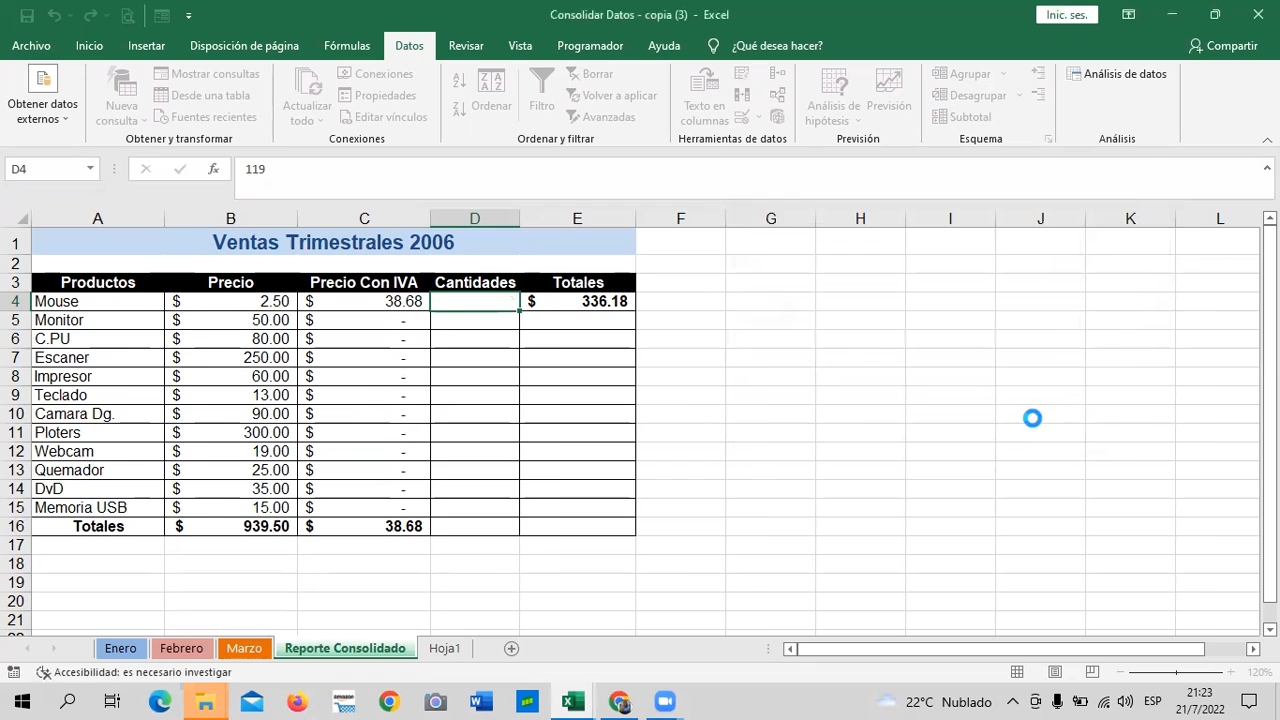 Consolidar Datos - copia (3) - Excel
Inic. ses.
Archivo Inicio Insertar Disposición de página Fórmulas Datos Revisar Vista Programador Ayuda ¿Qué desea hacer? Compartir
Obtener datos externos
Nueva consulta
Mostrar consultas
Desde una tabla
Fuentes recientes
Obtener y transformar
Actualizar todo
Conexiones
Propiedades
Editar vínculos
Conexiones
Ordenar
Filtro
Borrar
Volver a aplicar
Avanzadas
Ordenar y filtrar
Texto en columnas
Herramientas de datos
Análisis de hipótesis
Previsión
Previsión
Agrupar
Desagrupar
Subtotal
Esquema
Análisis de datos
Análisis
D4 fx 119
A B C D E F G H I J K L
1 Ventas Trimestrales 2006
2
3 Productos Precio Precio Con IVA Cantidades Totales
4 Mouse $ 2.50 $ 38.68 $ 336.18
5 Monitor $ 50.00 $ -
6 C.PU $ 80.00 $ -
7 Escaner $ 250.00 $ -
8 Impresor $ 60.00 $ -
9 Teclado $ 13.00 $ -
10 Camara Dg. $ 90.00 $ -
11 Ploters $ 300.00 $ -
12 Webcam $ 19.00 $ -
13 Quemador $ 25.00 $ -
14 DvD $ 35.00 $ -
15 Memoria USB $ 15.00 $ -
16 Totales $ 939.50 $ 38.68
17
18
19
20
21
Enero Febrero Marzo Reporte Consolidado Hoja1
Accesibilidad: es necesario investigar
120%
22°C Nublado ESP 21:23
21/7/2022